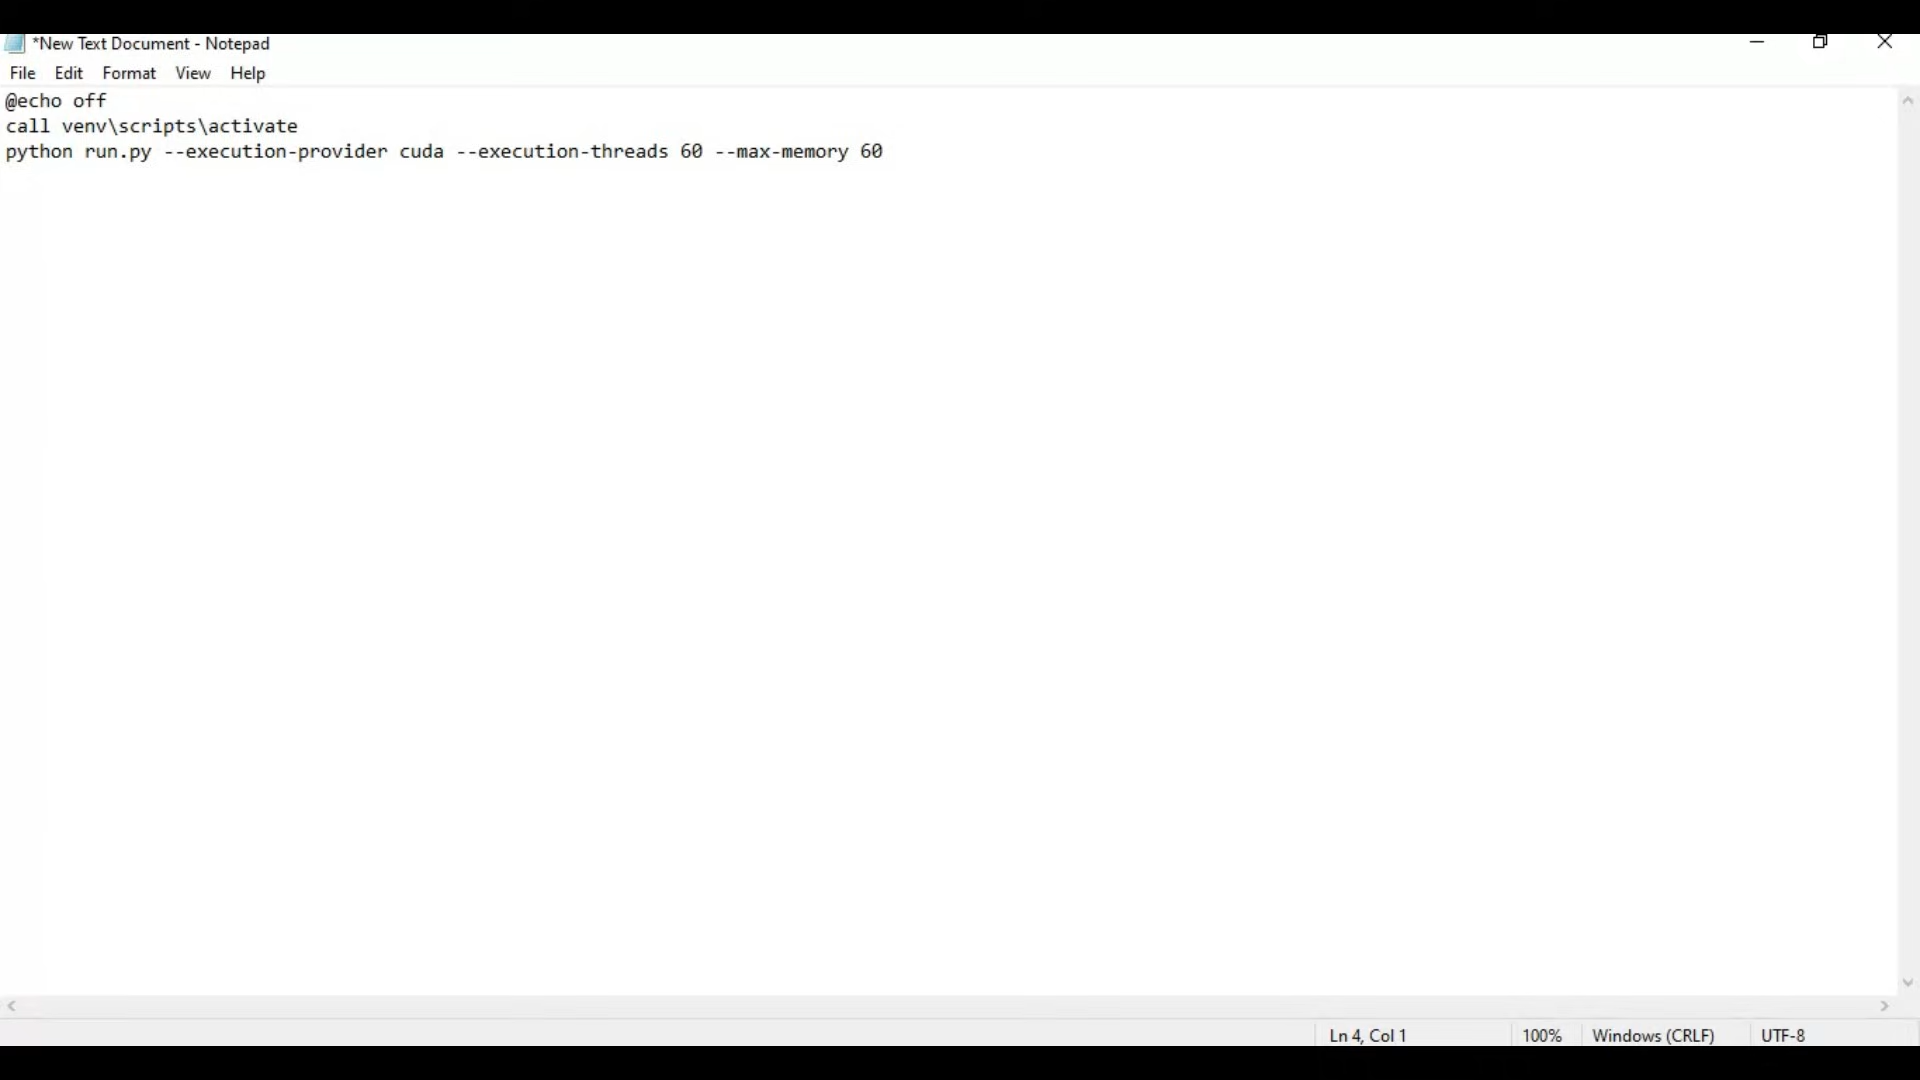 *New Text Document - Notepad
File Edit Format View Help
@echo off
call venv\scripts\activate
python run.py --execution-provider cuda --execution-threads 60 --max-memory 60
Ln 4, Col 1 100% Windows (CRLF) UTF-8